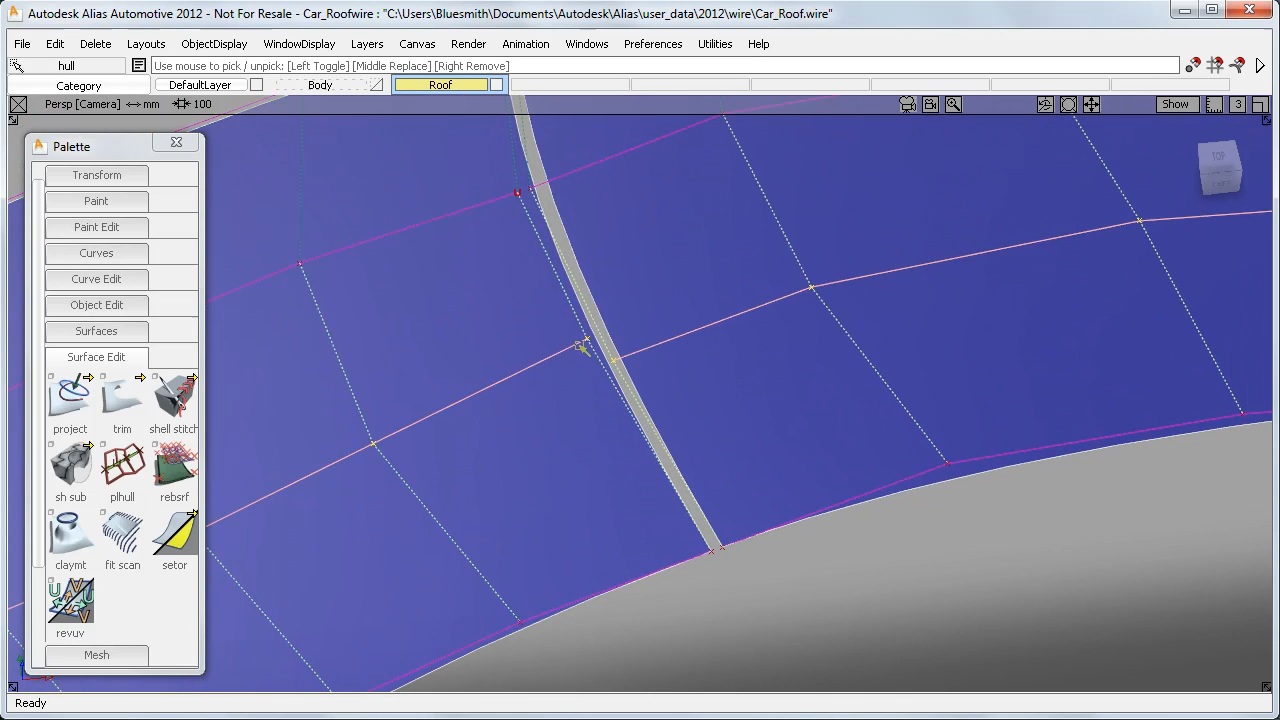 Autodesk Alias Automotive 2012 - Not For Resale - Car_Roofwire : "C:\Users\Bluesmith\Documents\Autodesk\Alias\user_data\2012\wire\Car_Roof.wire"
File Edit Delete Layouts ObjectDisplay WindowDisplay Layers Canvas Render Animation Windows Preferences Utilities Help
hull Use mouse to pick / unpick: [Left Toggle] [Middle Replace] [Right Remove]
Category DefaultLayer Body Roof
Persp [Camera] mm 100 Show 3
Palette
TOP
LEFT
Transform
Paint
Paint Edit
Curves
Curve Edit
Object Edit
Surfaces
Surface Edit
project trim shell stitch
sh sub plhull rebsrf
claymt fit scan setor
revuv
Mesh
Ready